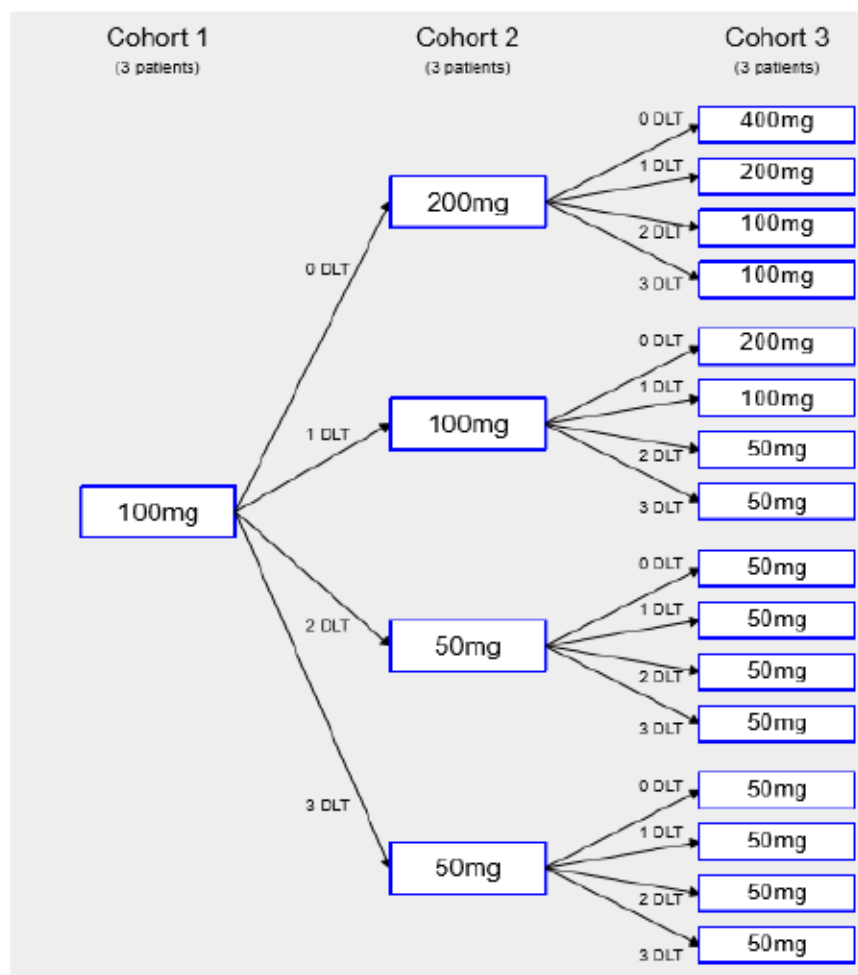 Cohort 1
(3 patients)
Cohort 2
(3 patients)
Cohort 3
(3 patients)
100mg
0 DLT
1 DLT
2 DLT
3 DLT
200mg
0 DLT
1 DLT
2 DLT
3 DLT
400mg
200mg
100mg
100mg
100mg
0 DLT
1 DLT
2 DLT
3 DLT
200mg
100mg
50mg
50mg
50mg
0 DLT
1 DLT
2 DLT
3 DLT
50mg
50mg
50mg
50mg
50mg
0 DLT
1 DLT
2 DLT
3 DLT
50mg
50mg
50mg
50mg